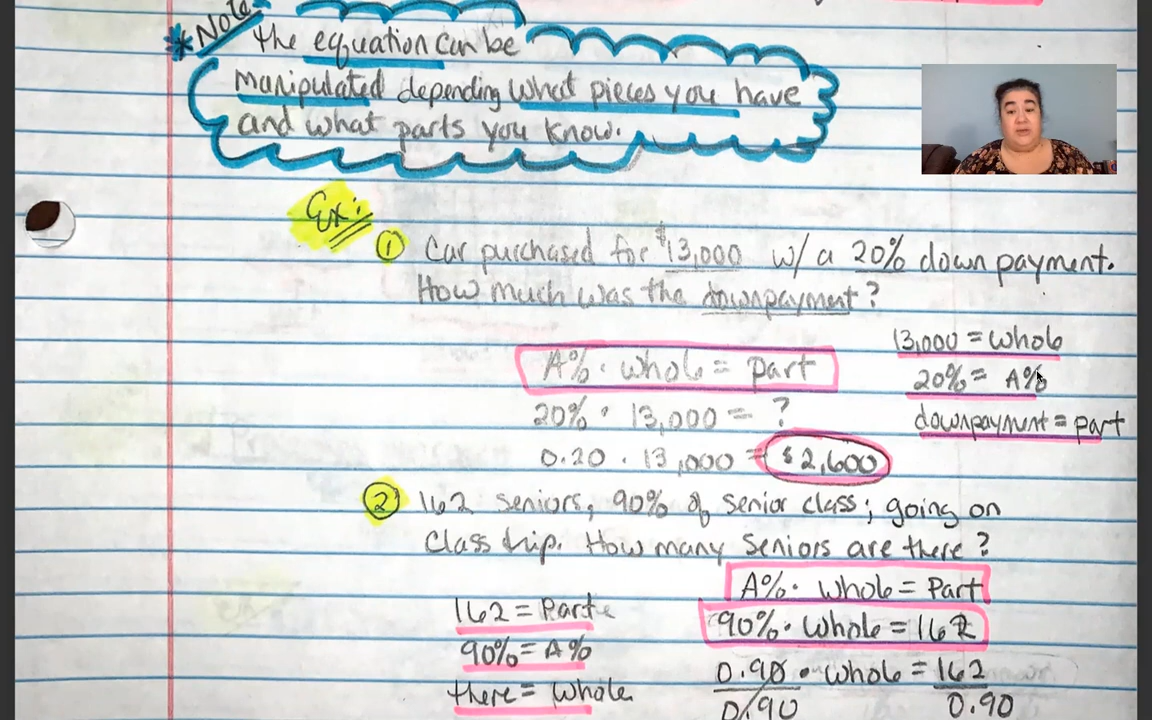 *Note
the equation can be
manipulated depending what pieces you have
and what parts you know.
Ex:
① Car purchased for $13,000 w/ a 20% down payment.
How much was the downpayment?
13,000 = whole
A% · whole = part
20% = A%
20% · 13,000 = ?
downpayment = part
0.20 · 13,000 = $2,600
② 162 seniors, 90% of senior class; going on
class trip. How many seniors are there?
A% · whole = Part
162 = Part
90% · whole = 162
90% = A%
0.90 · whole = 162
there = whole
0.90 0.90